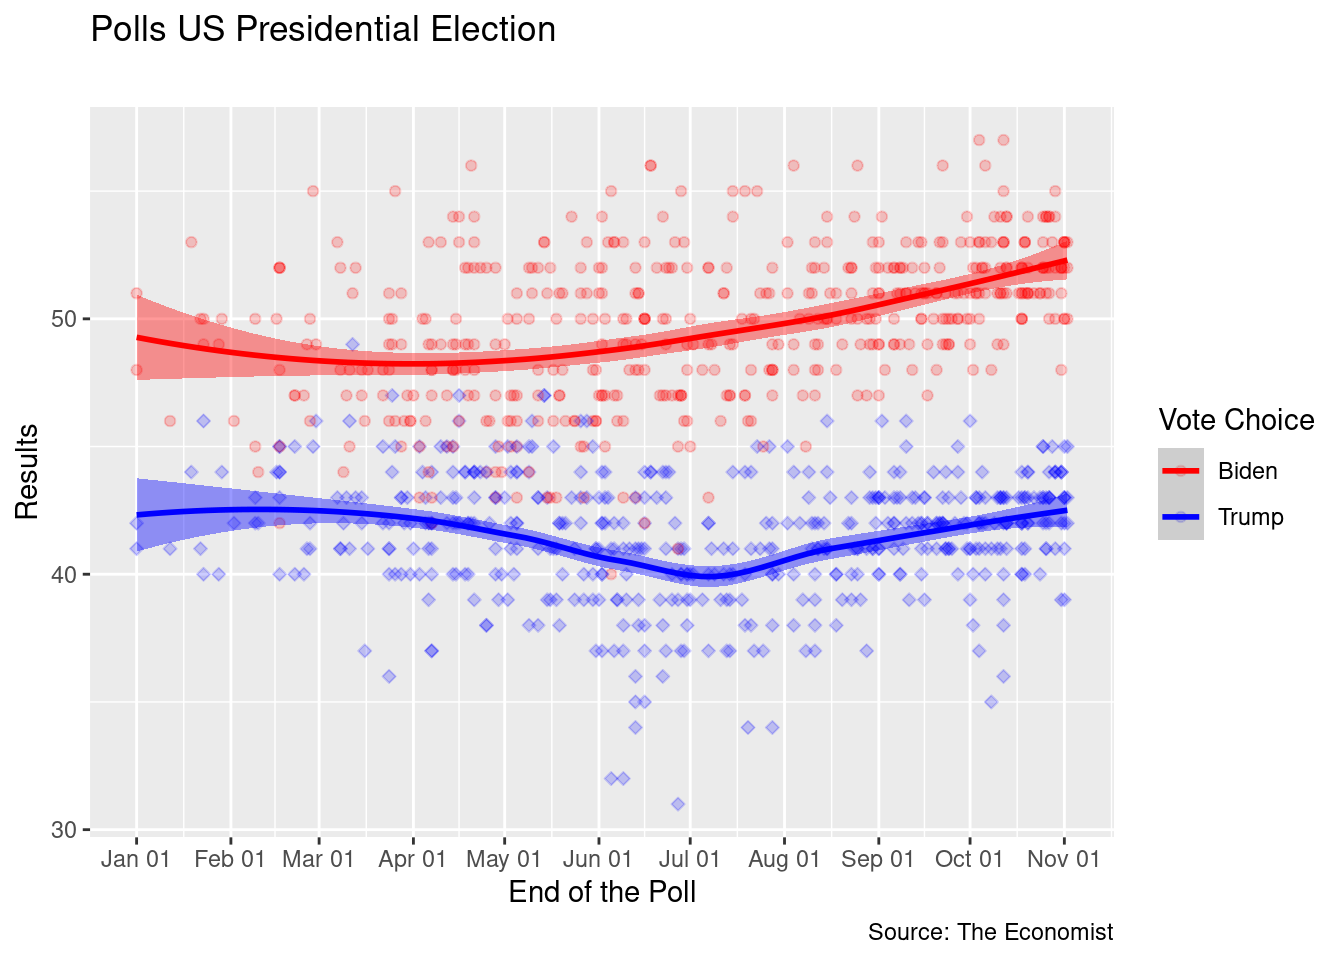 Polls US Presidential Election
Results
50
40
30
Jan 01 Feb 01 Mar 01 Apr 01 May 01 Jun 01 Jul 01 Aug 01 Sep 01 Oct 01 Nov 01
End of the Poll
Vote Choice
Biden
Trump
Source: The Economist